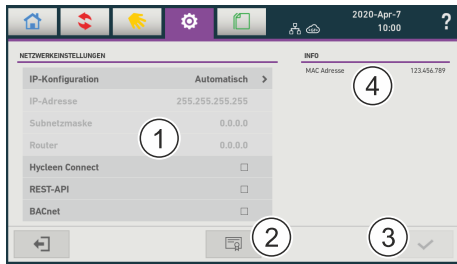 2020-Apr-7
10:00
?
NETZWERKEINSTELLUNGEN
INFO
IP-Konfiguration Automatisch >
MAC Adresse 123.456.789
4
IP-Adresse 255.255.255.255
Subnetzmaske 0.0.0.0
1
Router 0.0.0.0
Hycleen Connect
REST-API
BACnet
2
3